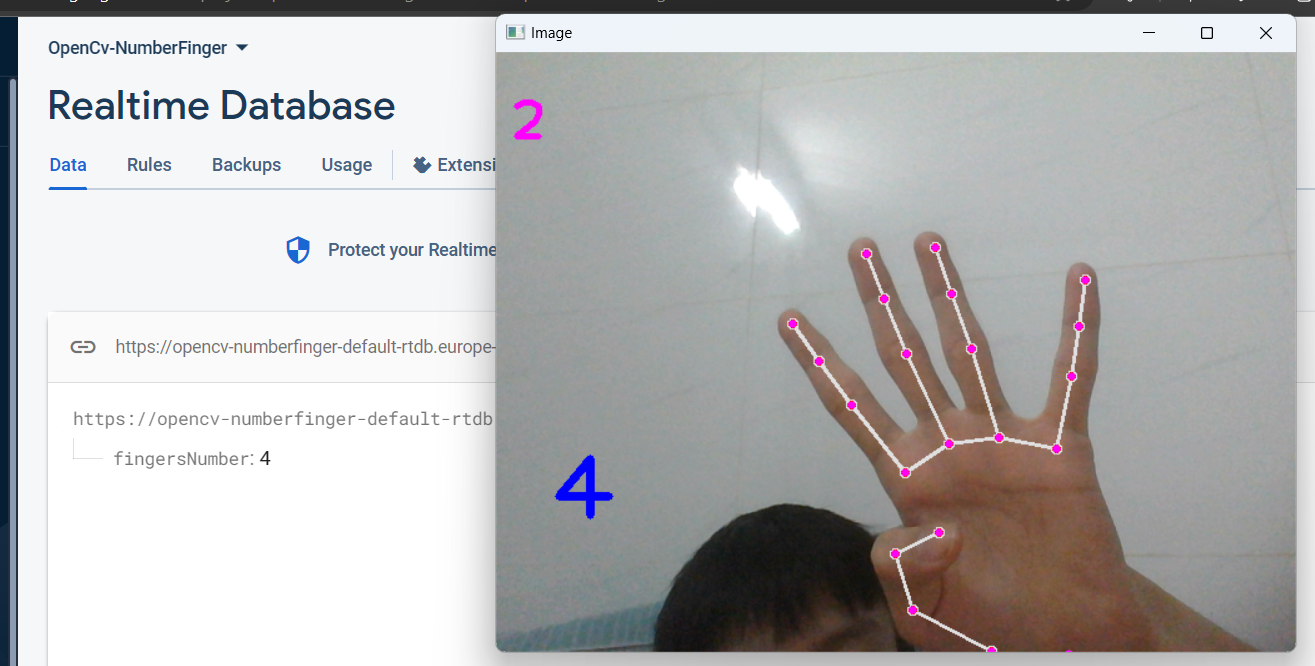 OpenCv-NumberFinger
Realtime Database
Data Rules Backups Usage Extensi
Protect your Realtime
https://opencv-numberfinger-default-rtdb.europe-
https://opencv-numberfinger-default-rtdb
fingersNumber: 4
Image
2
4